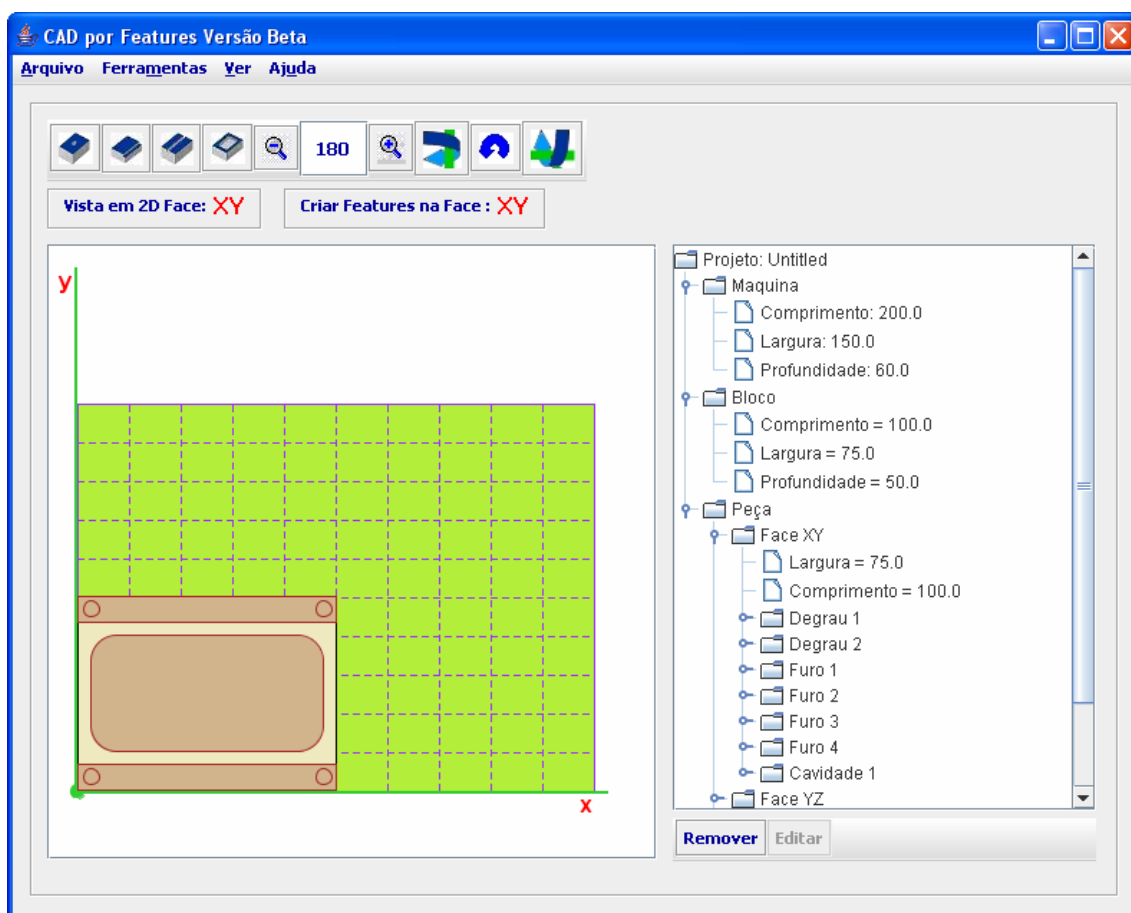 CAD por Features Versão Beta
Arquivo Ferramentas Ver Ajuda
180
Vista em 2D Face: XY
Criar Features na Face : XY
y
x
Projeto: Untitled
Maquina
Comprimento: 200.0
Largura: 150.0
Profundidade: 60.0
Bloco
Comprimento = 100.0
Largura = 75.0
Profundidade = 50.0
Peça
Face XY
Largura = 75.0
Comprimento = 100.0
Degrau 1
Degrau 2
Furo 1
Furo 2
Furo 3
Furo 4
Cavidade 1
Face YZ
Remover Editar